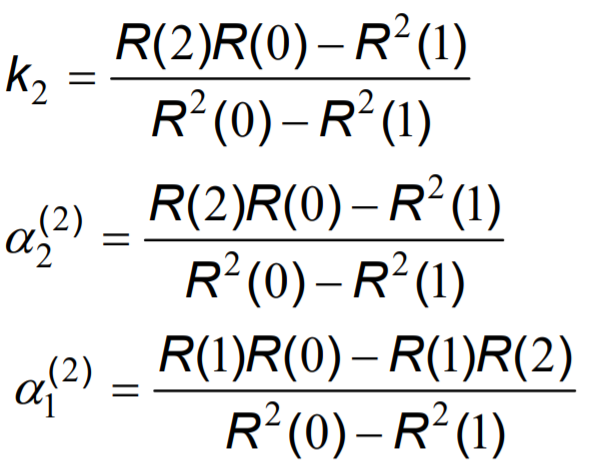 k₂ = (R(2)R(0) – R²(1)) / (R²(0) – R²(1))
α₂⁽²⁾ = (R(2)R(0) – R²(1)) / (R²(0) – R²(1))
α₁⁽²⁾ = (R(1)R(0) – R(1)R(2)) / (R²(0) – R²(1))